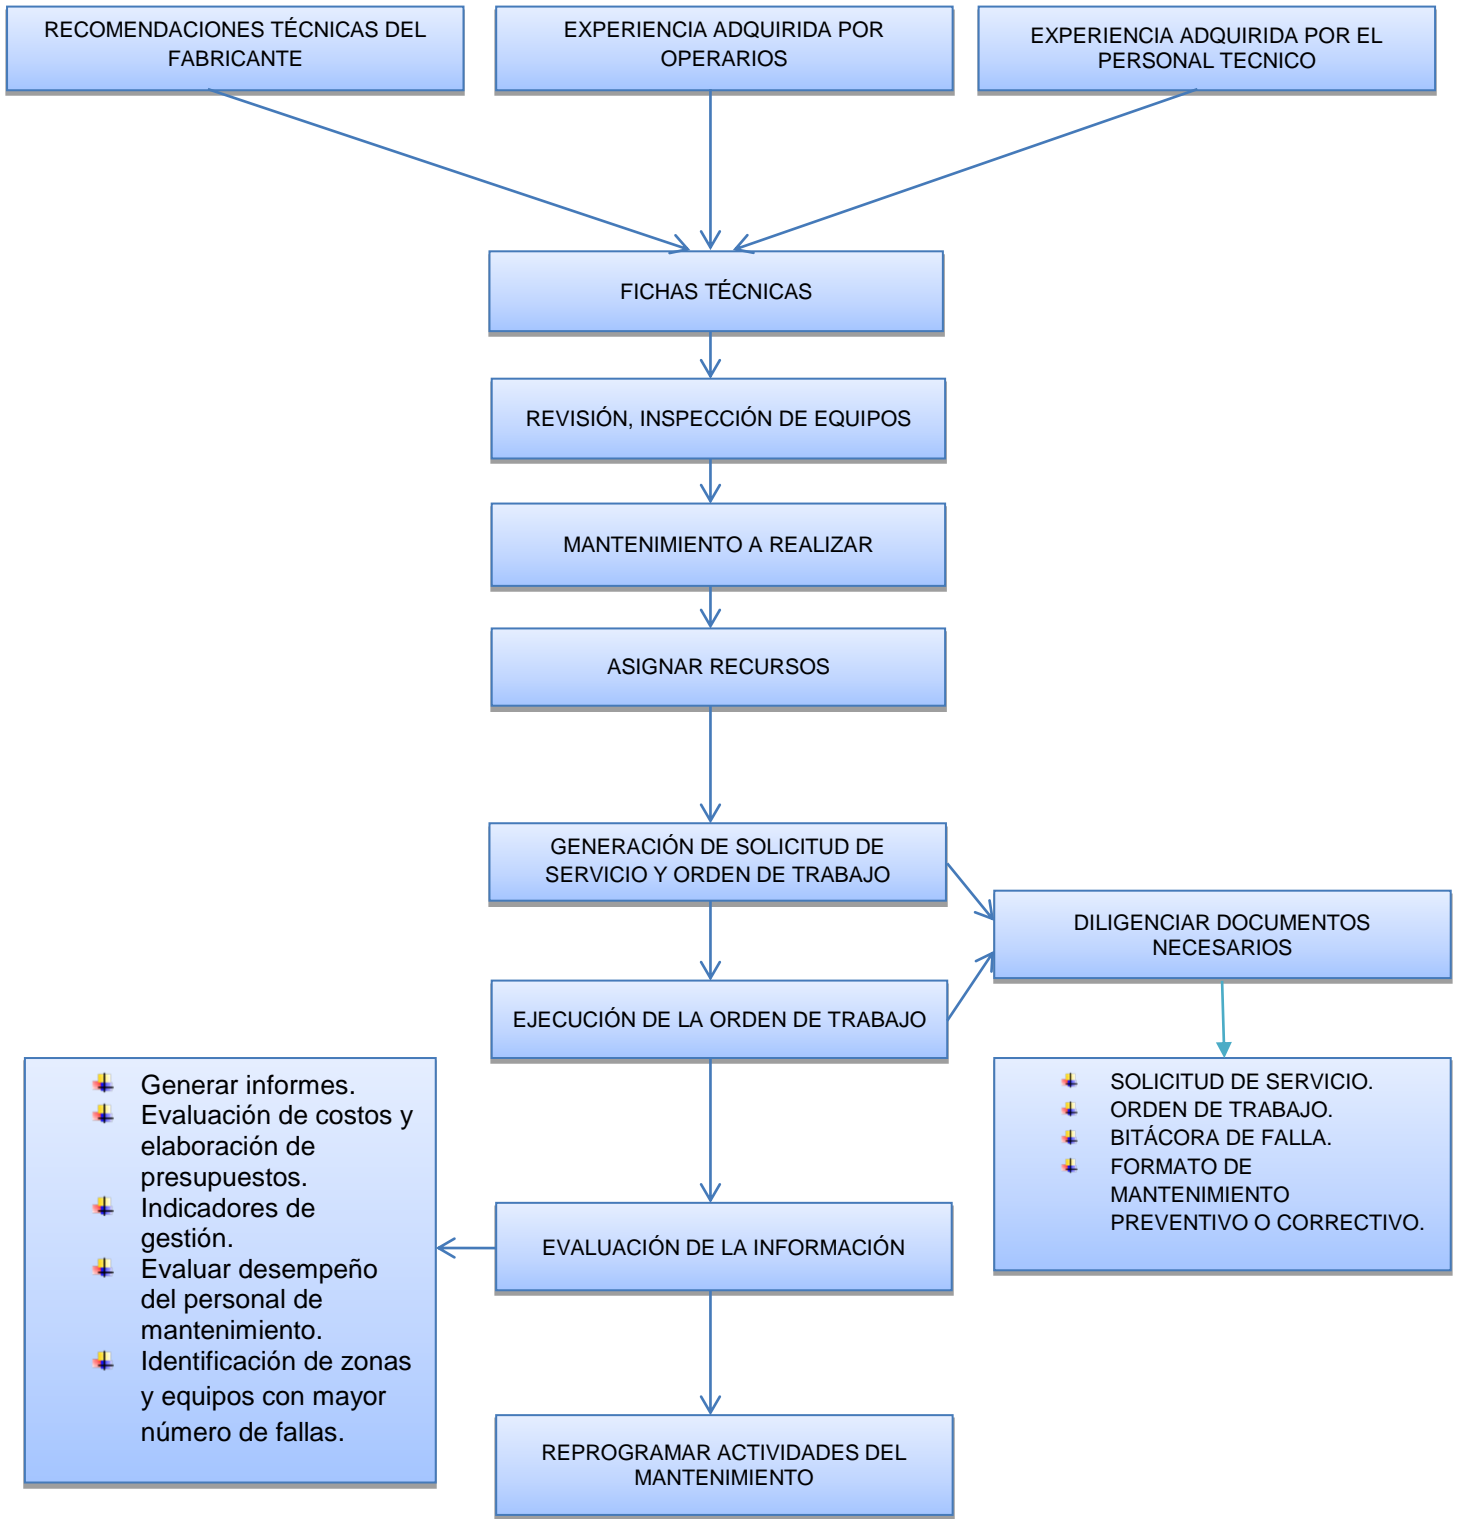 RECOMENDACIONES TÉCNICAS DEL
FABRICANTE
EXPERIENCIA ADQUIRIDA POR
OPERARIOS
EXPERIENCIA ADQUIRIDA POR EL
PERSONAL TECNICO
FICHAS TÉCNICAS
REVISIÓN, INSPECCIÓN DE EQUIPOS
MANTENIMIENTO A REALIZAR
ASIGNAR RECURSOS
GENERACIÓN DE SOLICITUD DE
SERVICIO Y ORDEN DE TRABAJO
DILIGENCIAR DOCUMENTOS
NECESARIOS
EJECUCIÓN DE LA ORDEN DE TRABAJO
SOLICITUD DE SERVICIO.
ORDEN DE TRABAJO.
BITÁCORA DE FALLA.
FORMATO DE
MANTENIMIENTO
PREVENTIVO O CORRECTIVO.
EVALUACIÓN DE LA INFORMACIÓN
Generar informes.
Evaluación de costos y
elaboración de
presupuestos.
Indicadores de
gestión.
Evaluar desempeño
del personal de
mantenimiento.
Identificación de zonas
y equipos con mayor
número de fallas.
REPROGRAMAR ACTIVIDADES DEL
MANTENIMIENTO